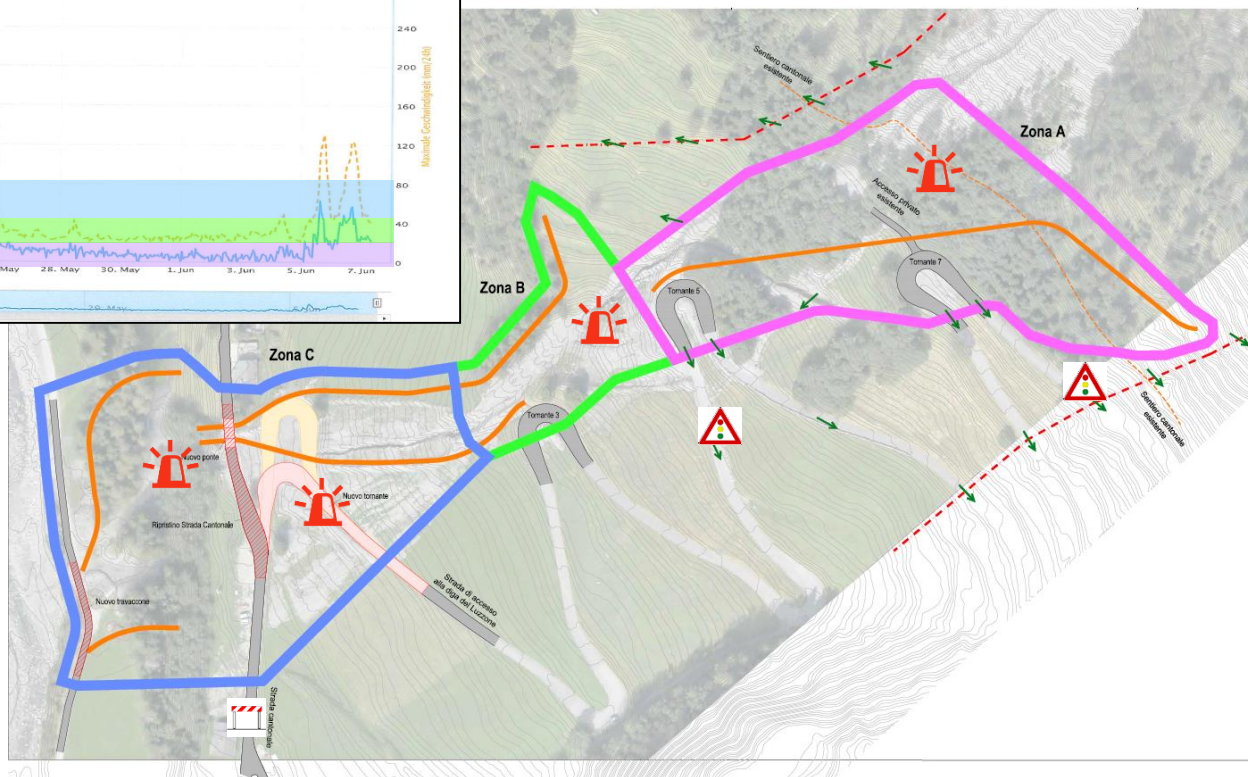 240
200
160
120
80
40
0
Maximale Geschwindigkeit (mm/24h)
May
28. May
30. May
1. Jun
3. Jun
5. Jun
7. Jun
Sentiero cantonale
esistente
Zona A
Accesso privato
esistente
Tornante 7
Zona B
Tornante 5
Zona C
Tornante 3
Sentiero cantonale
esistente
Nuovo ponte
Nuovo tornante
Ripristino Strada Cantonale
Strada di accesso
alla diga del Luzzone
Nuovo travaccone
Strada cantonale